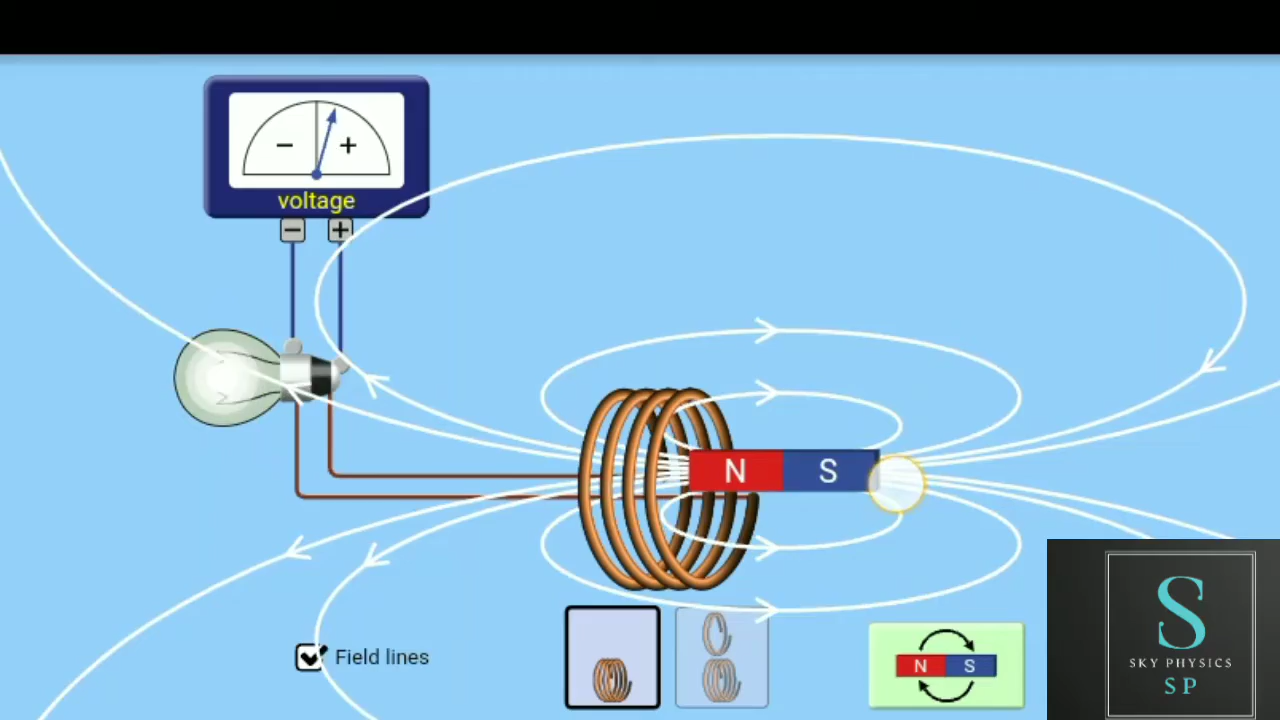 − +
voltage
− +
N S
Field lines
N S
S
SKY PHYSICS
SP